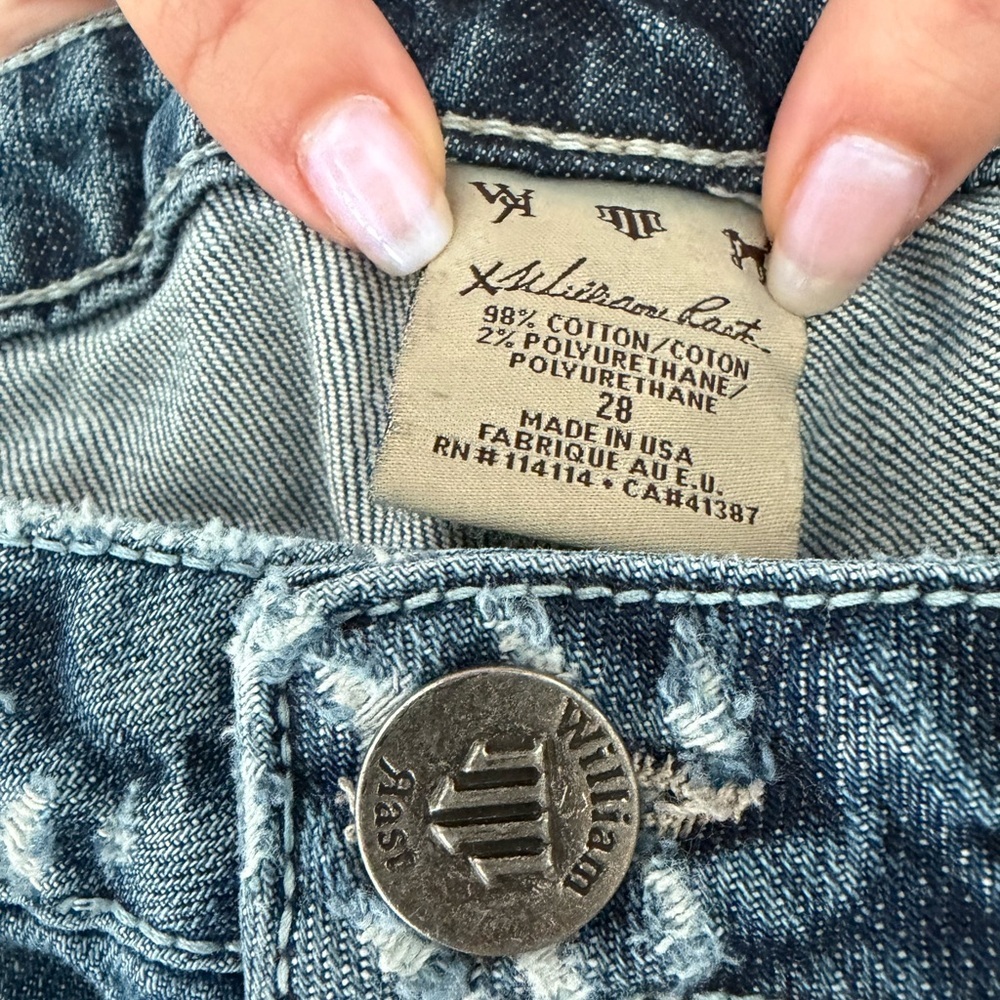 WR
William Rast
98% COTTON/COTON
2% POLYURETHANE/
POLYURETHANE
28
MADE IN USA
FABRIQUE AU E.U.
RN#114114 • CA#41387
William
Rast